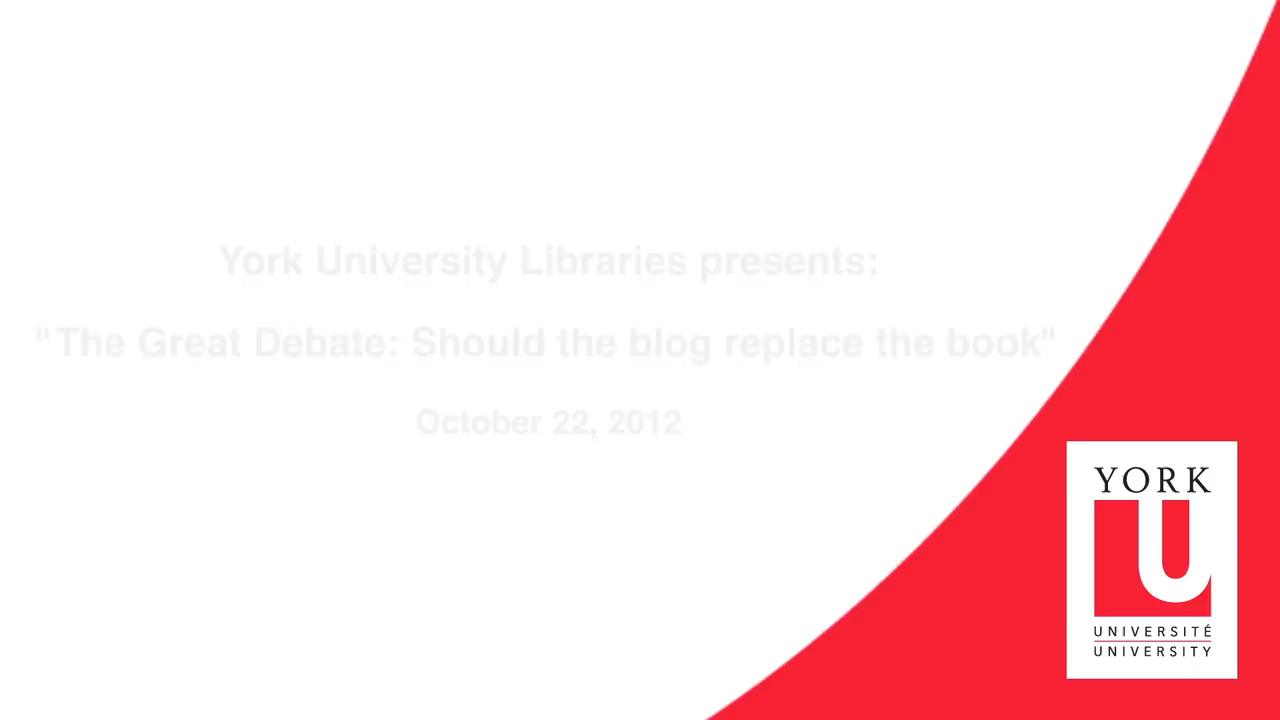 York University Libraries presents:
"The Great Debate: Should the blog replace the book"
October 22, 2012
YORK
U
UNIVERSITÉ
UNIVERSITY